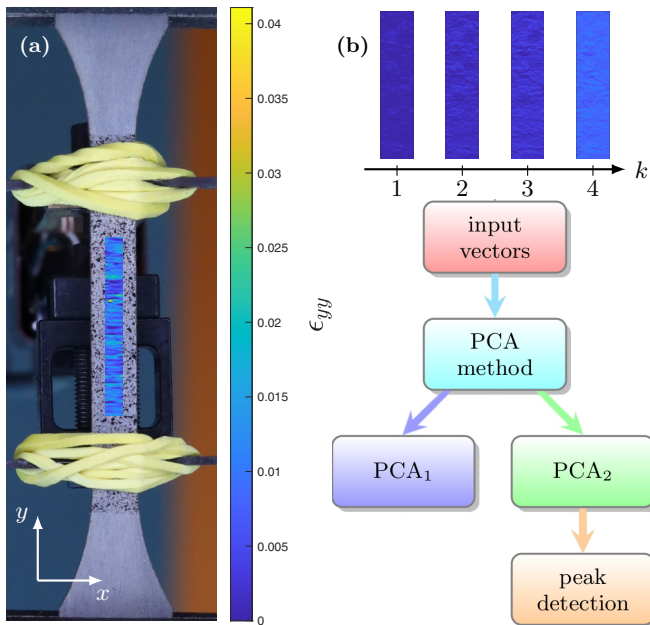 (a)
y
x
0.04
0.035
0.03
0.025
0.02
0.015
0.01
0.005
0
ϵyy
(b)
1 2 3 4 k
input
vectors
PCA
method
PCA₁ PCA₂
peak
detection